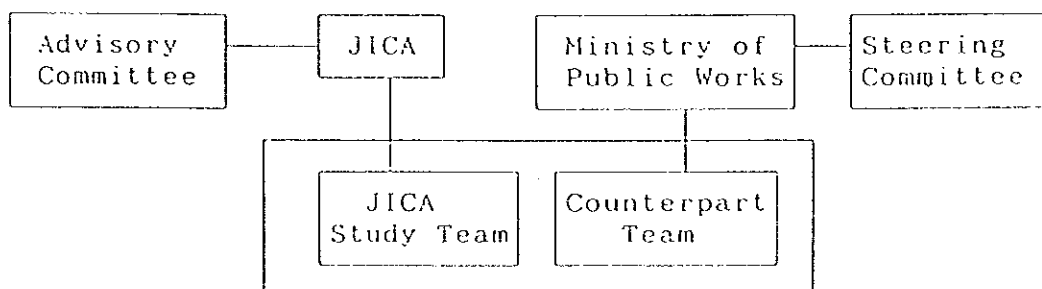 Advisory
Committee
JICA
Ministry of
Public Works
Steering
Committee
JICA
Study Team
Counterpart
Team